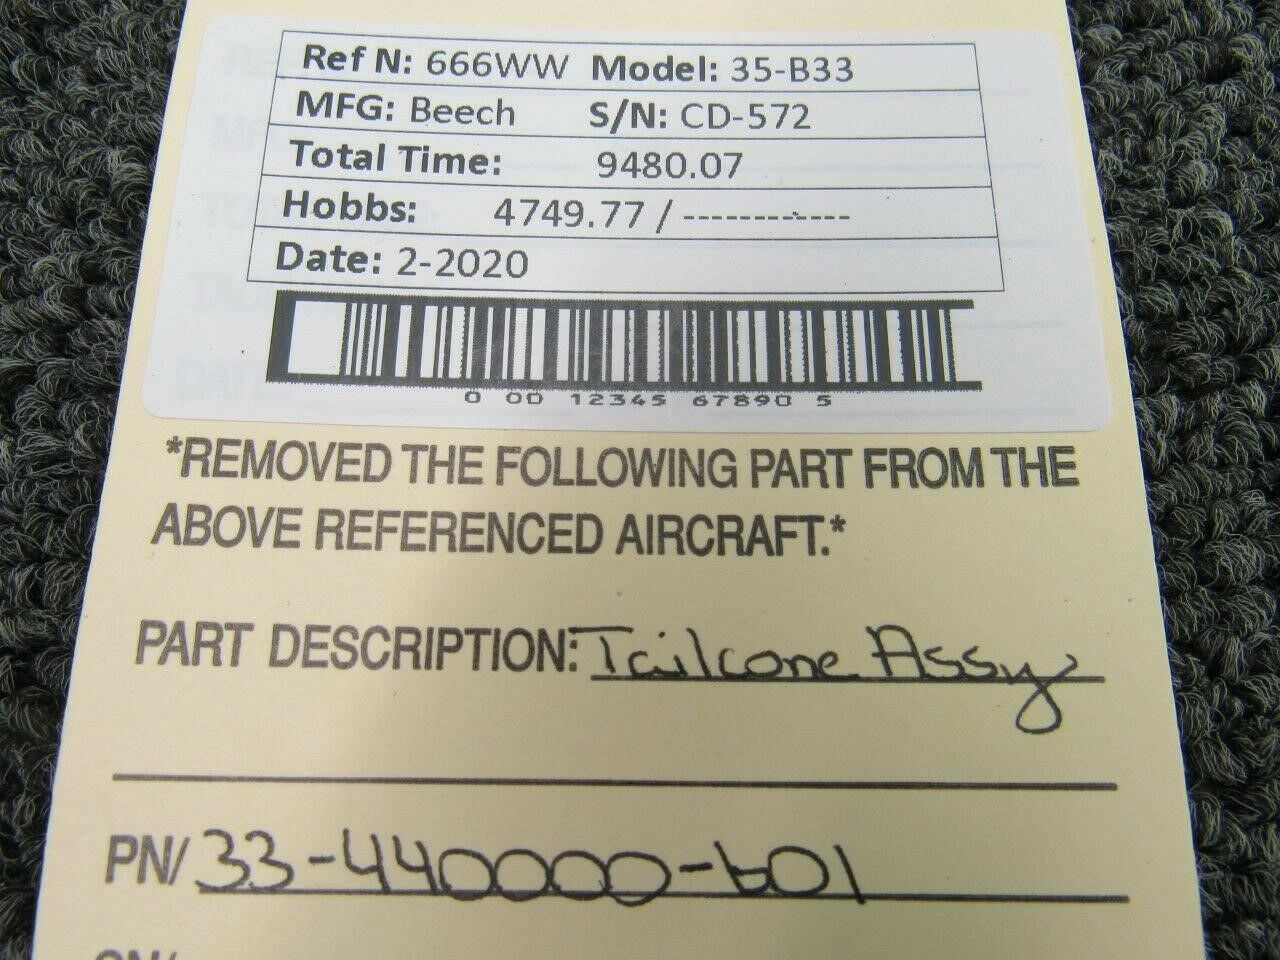 Ref N: 666WW Model: 35-B33
MFG: Beech S/N: CD-572
Total Time: 9480.07
Hobbs: 4749.77 / ------------
Date: 2-2020
0 00 12345 67890 5
*REMOVED THE FOLLOWING PART FROM THE
ABOVE REFERENCED AIRCRAFT.*
PART DESCRIPTION: Tailcone Assy
PN/ 33-440000-601